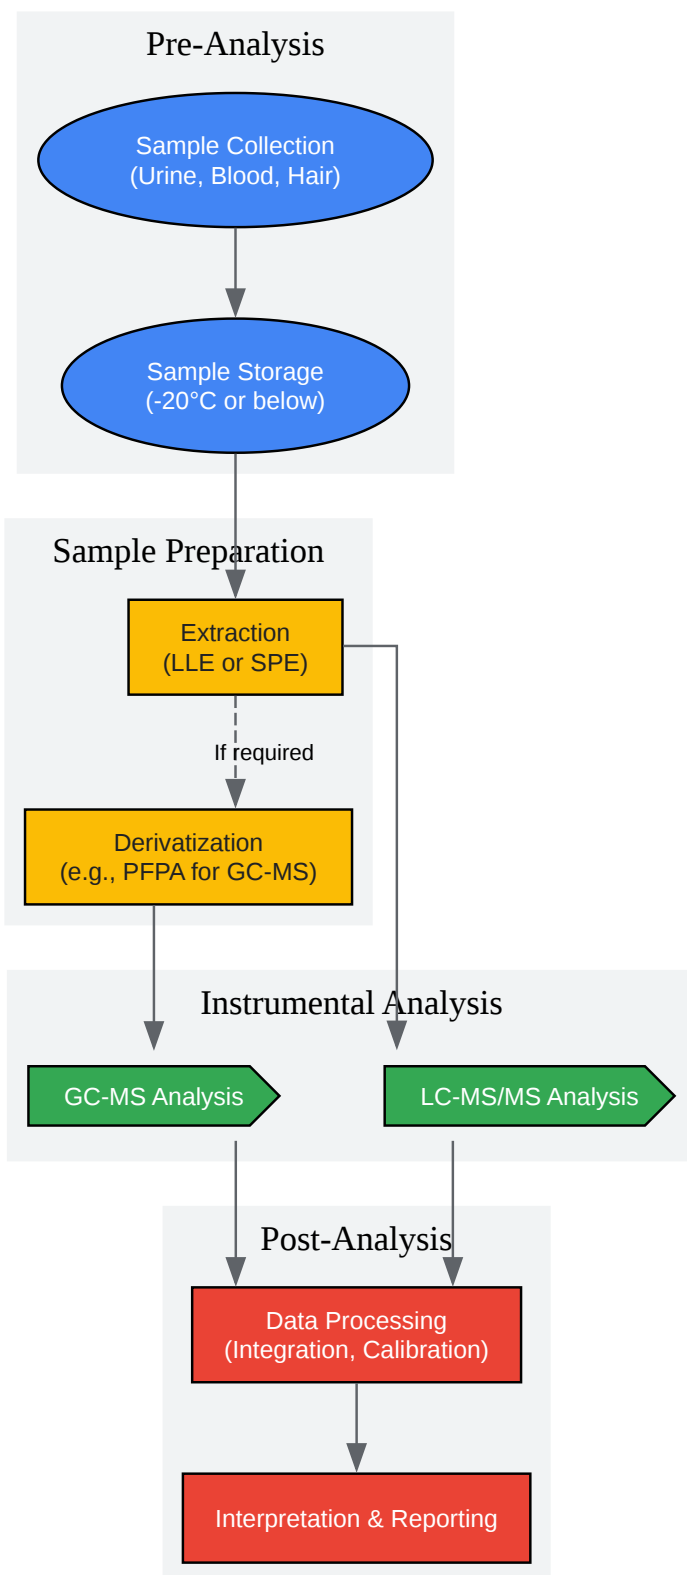 Pre-Analysis
Sample Collection
(Urine, Blood, Hair)
Sample Storage
(-20°C or below)
Sample Preparation
Extraction
(LLE or SPE)
If required
Derivatization
(e.g., PFPA for GC-MS)
Instrumental Analysis
GC-MS Analysis
LC-MS/MS Analysis
Post-Analysis
Data Processing
(Integration, Calibration)
Interpretation & Reporting